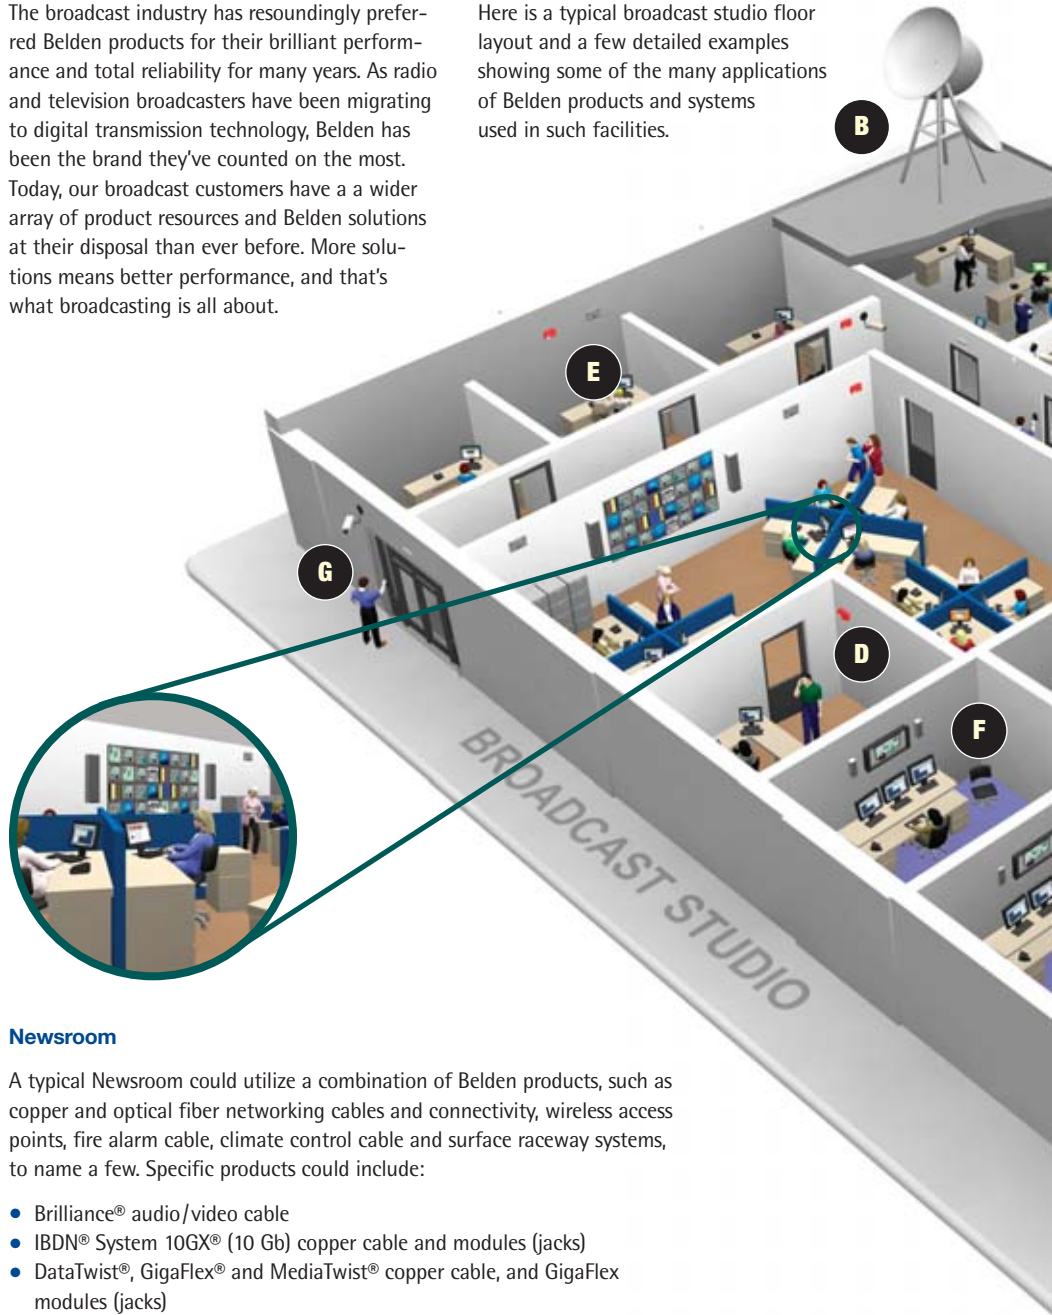 The broadcast industry has resoundingly prefer-
red Belden products for their brilliant perform-
ance and total reliability for many years. As radio
and television broadcasters have been migrating
to digital transmission technology, Belden has
been the brand they've counted on the most.
Today, our broadcast customers have a a wider
array of product resources and Belden solutions
at their disposal than ever before. More solu-
tions means better performance, and that's
what broadcasting is all about.
Here is a typical broadcast studio floor
layout and a few detailed examples
showing some of the many applications
of Belden products and systems
used in such facilities.
B
E
G
D
F
BROADCAST STUDIO
Newsroom
A typical Newsroom could utilize a combination of Belden products, such as
copper and optical fiber networking cables and connectivity, wireless access
points, fire alarm cable, climate control cable and surface raceway systems,
to name a few. Specific products could include:
• Brilliance® audio/video cable
• IBDN® System 10GX® (10 Gb) copper cable and modules (jacks)
• DataTwist®, GigaFlex® and MediaTwist® copper cable, and GigaFlex
modules (jacks)